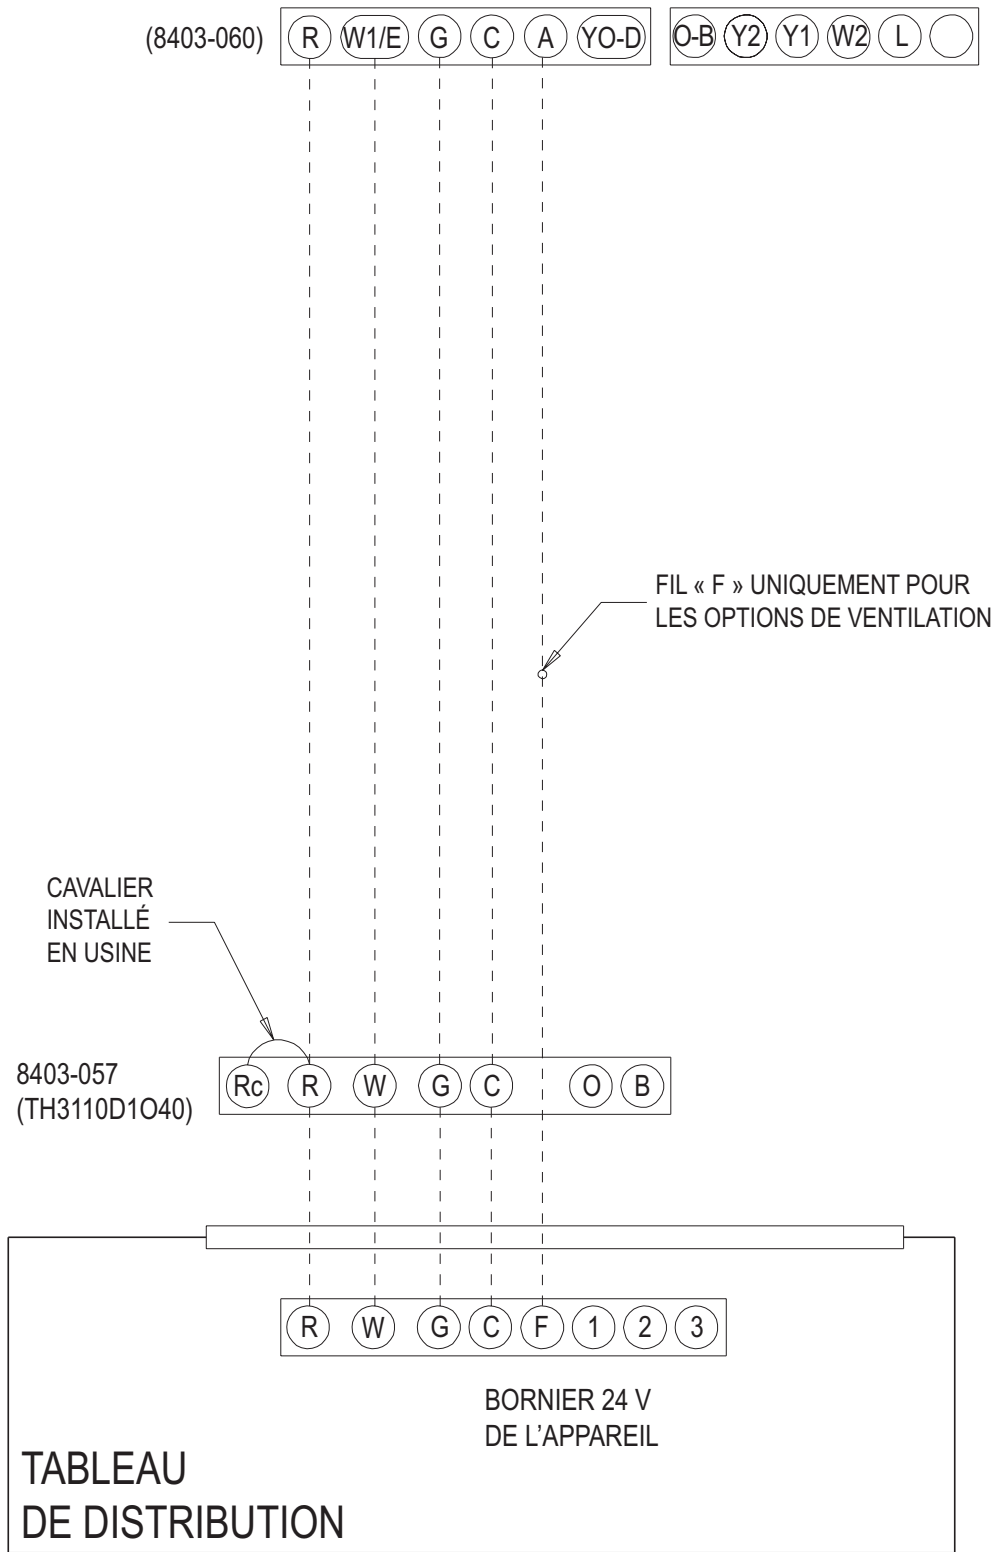 (8403-060) R W1/E G C A YO-D O-B Y2 Y1 W2 L
FIL « F » UNIQUEMENT POUR
LES OPTIONS DE VENTILATION
CAVALIER
INSTALLÉ
EN USINE
8403-057
(TH3110D1O40)
Rc R W G C O B
R W G C F 1 2 3
BORNIER 24 V
DE L'APPAREIL
TABLEAU
DE DISTRIBUTION